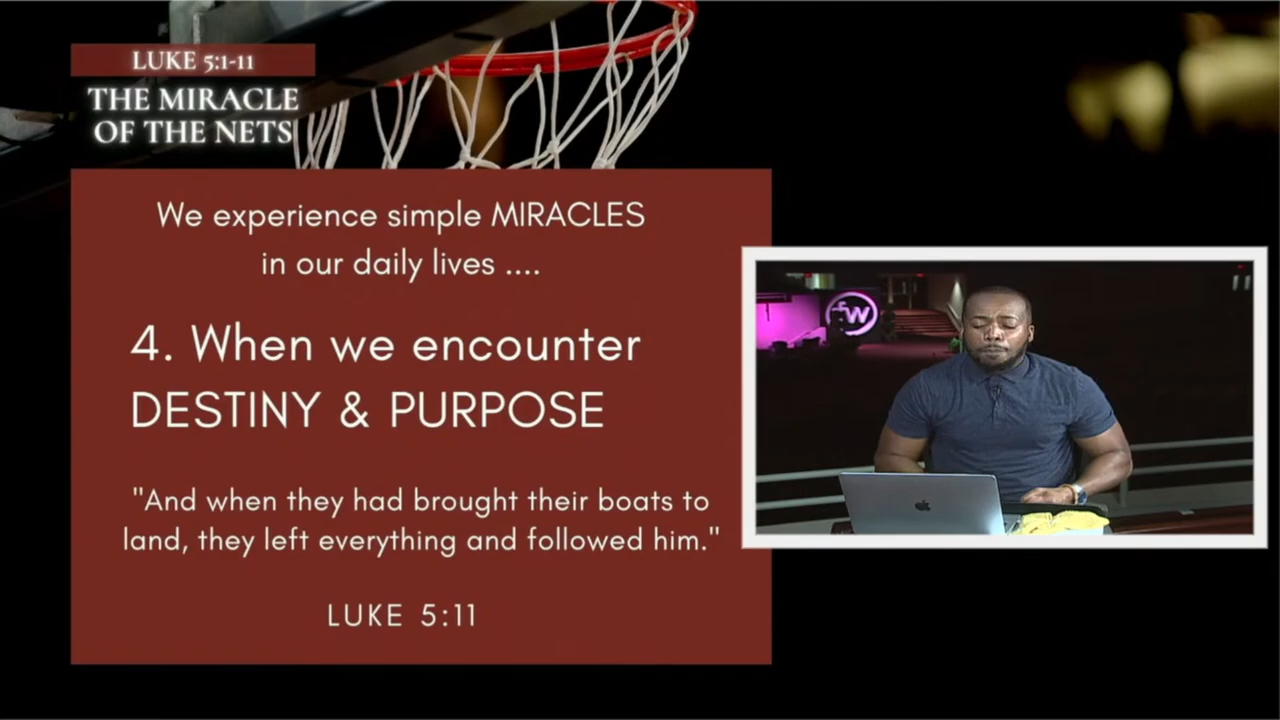 LUKE 5:1-11
THE MIRACLE
OF THE NETS
We experience simple MIRACLES
in our daily lives ....
4. When we encounter
DESTINY & PURPOSE
"And when they had brought their boats to
land, they left everything and followed him."
LUKE 5:11
fw